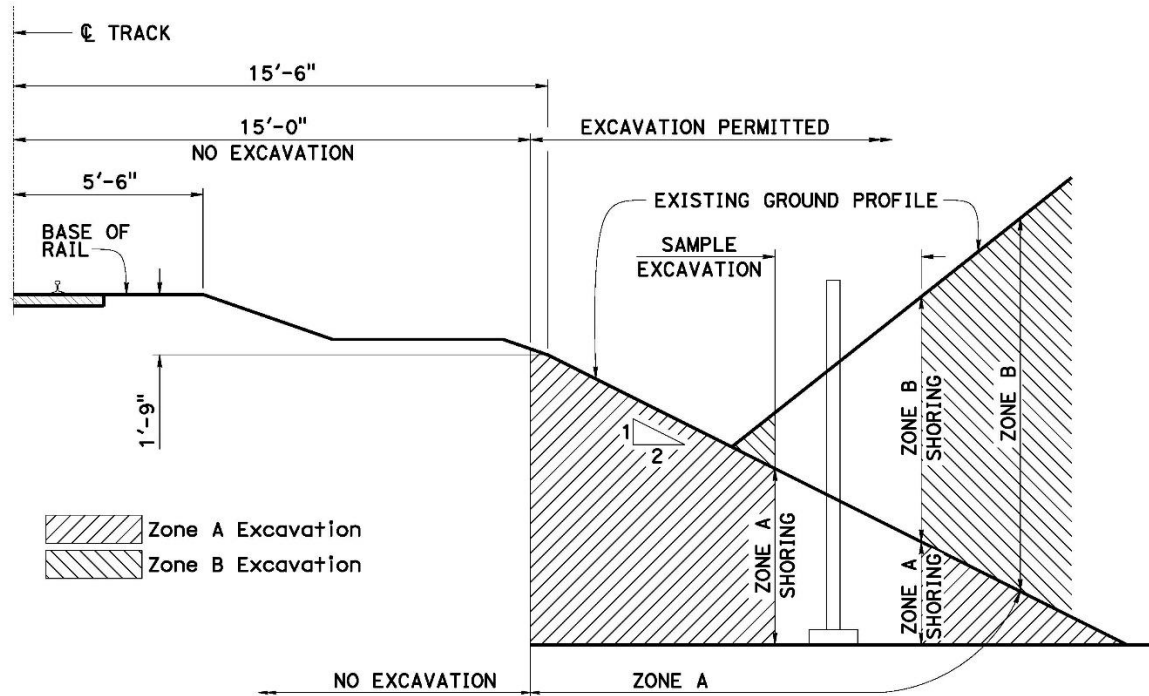 ℄ TRACK
15'-6"
15'-0"
EXCAVATION PERMITTED
NO EXCAVATION
5'-6"
EXISTING GROUND PROFILE
BASE OF
RAIL
SAMPLE
EXCAVATION
1'-9"
1
2
ZONE B
SHORING
ZONE B
ZONE A
SHORING
ZONE A
SHORING
Zone A Excavation
Zone B Excavation
NO EXCAVATION
ZONE A